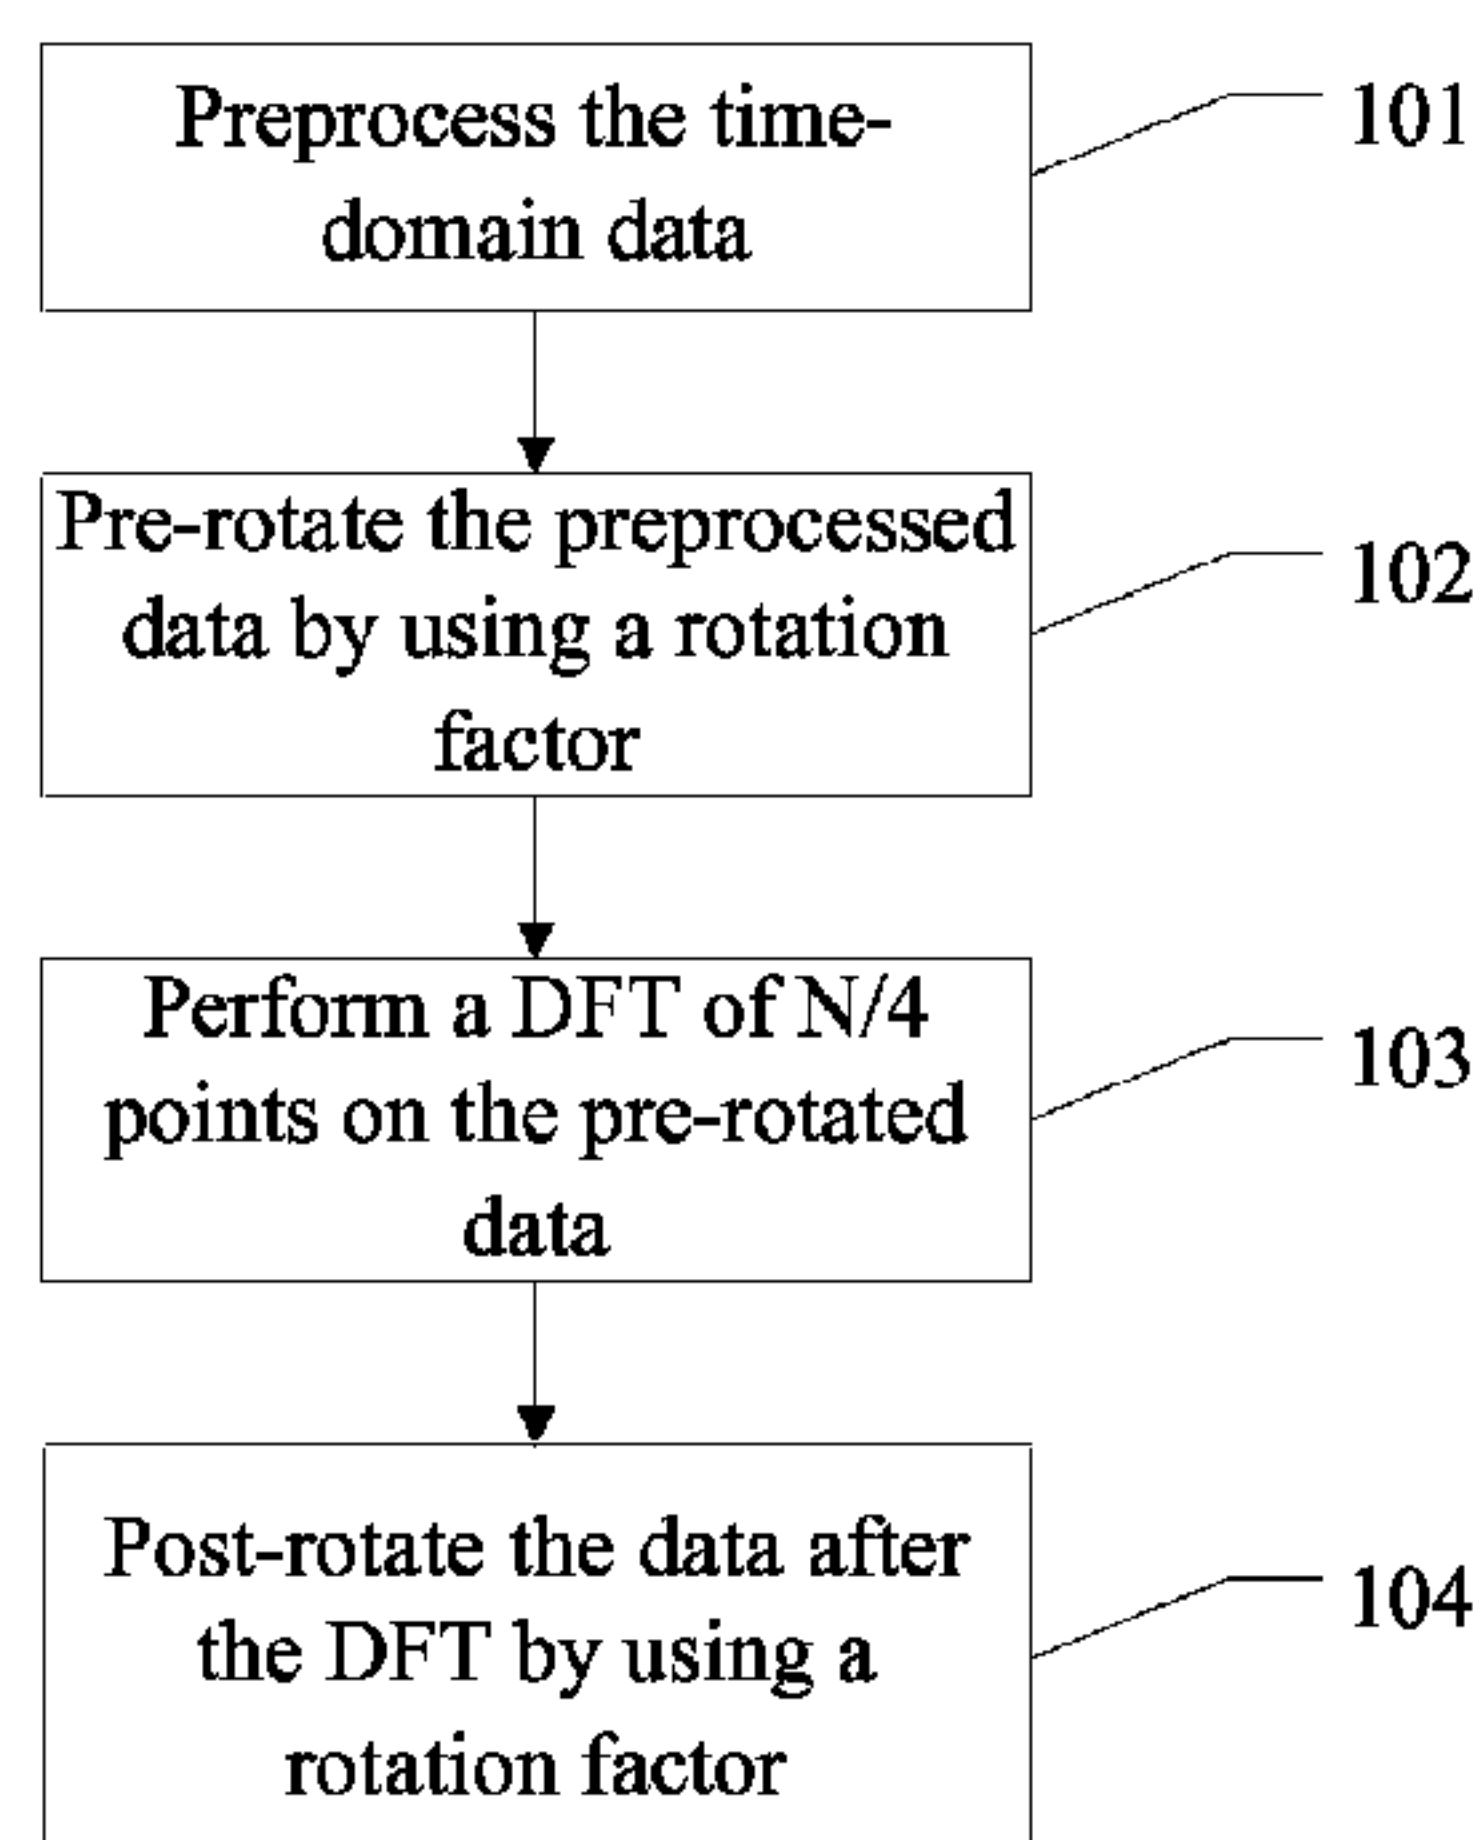 Preprocess the time-
domain data
101
Pre-rotate the preprocessed
data by using a rotation
factor
102
Perform a DFT of N/4
points on the pre-rotated
data
103
Post-rotate the data after
the DFT by using a
rotation factor
104